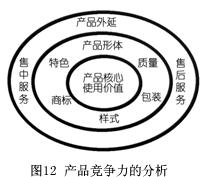 产品外延
产品形体
特色
质量
售中服务
产品核心
使用价值
售后服务
商标
包装
样式
图12 产品竞争力的分析